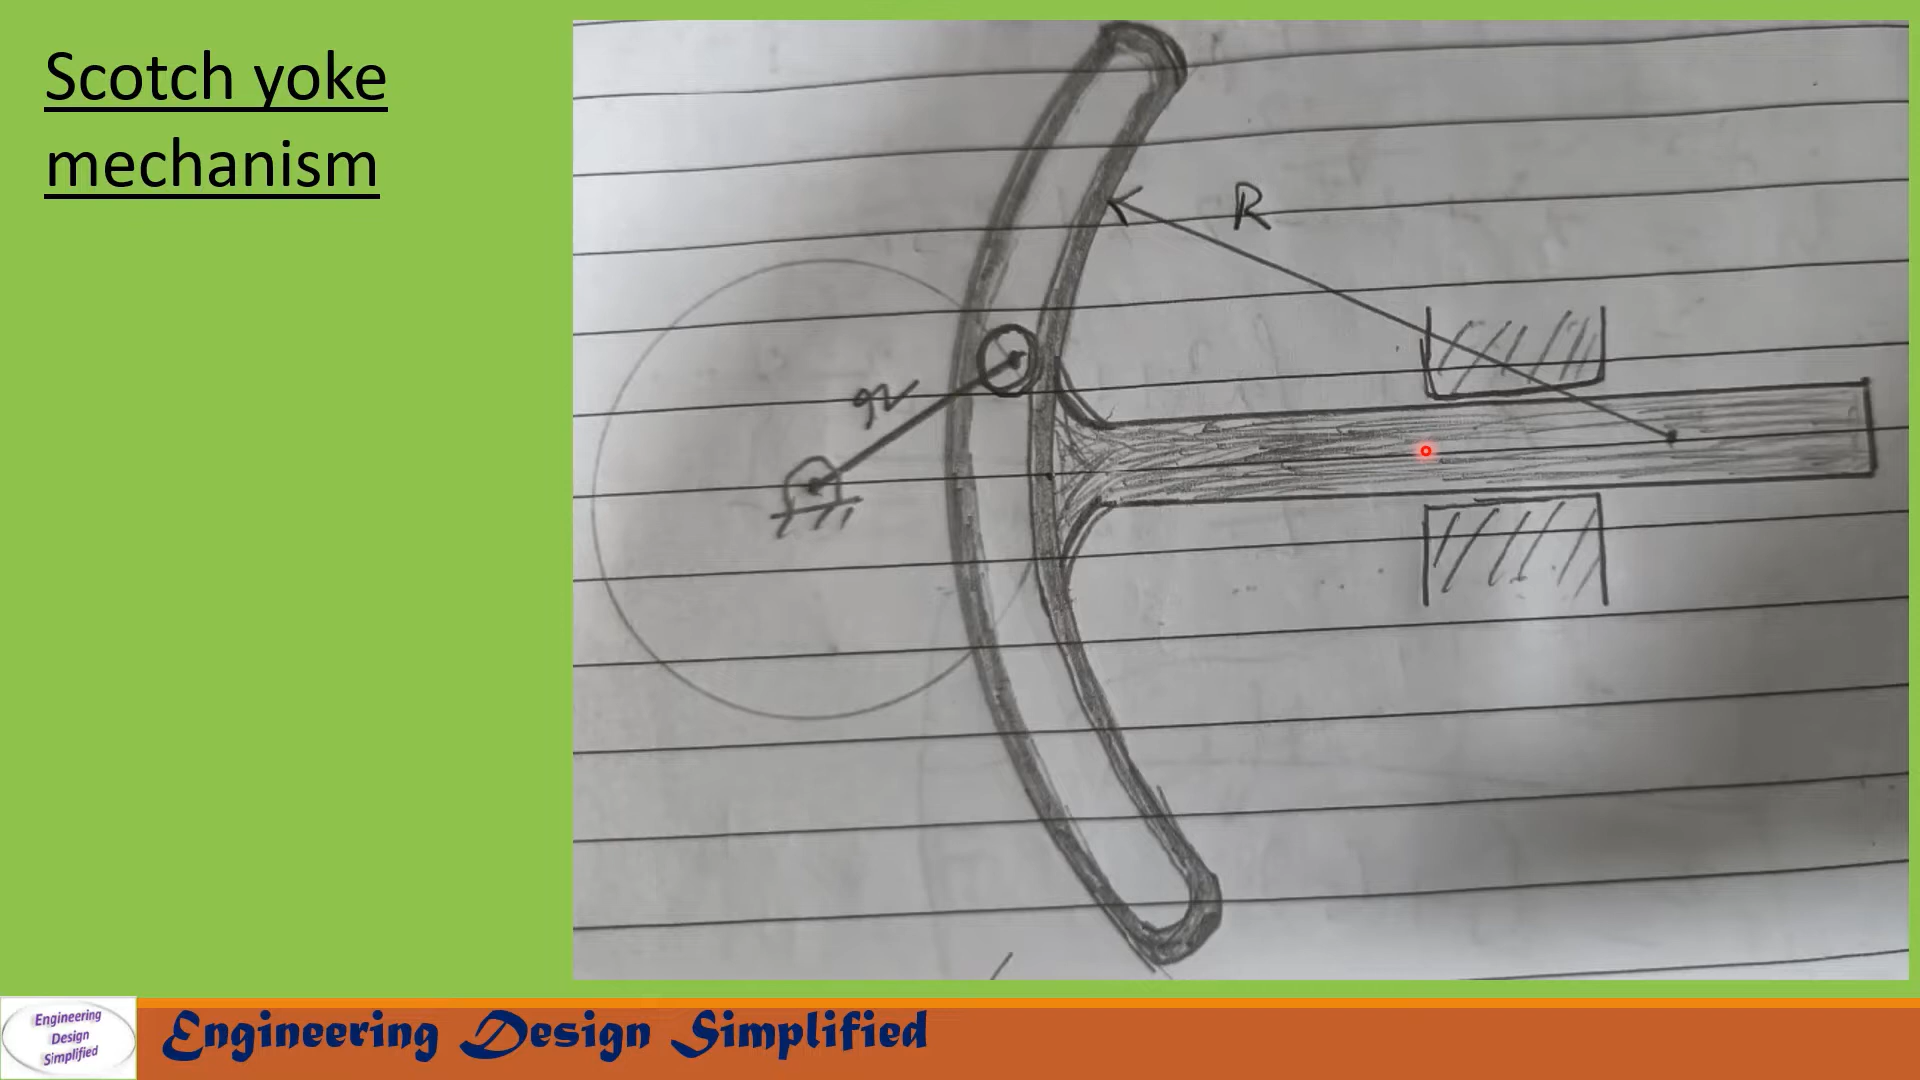 Scotch yoke
mechanism
R
r
Engineering
Design
Simplified
Engineering Design Simplified